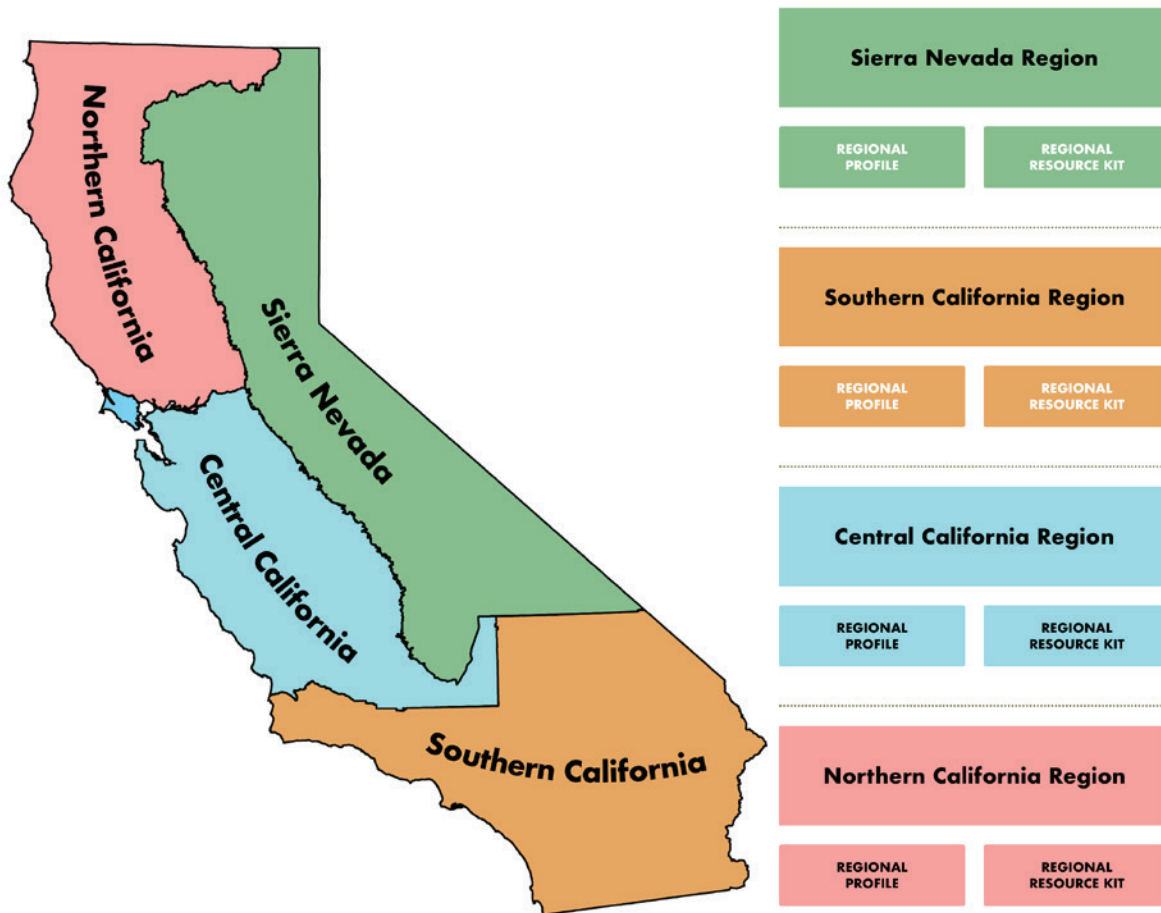 Northern California
Sierra Nevada
Central California
Southern California
Sierra Nevada Region
REGIONAL
PROFILE
REGIONAL
RESOURCE KIT
Southern California Region
REGIONAL
PROFILE
REGIONAL
RESOURCE KIT
Central California Region
REGIONAL
PROFILE
REGIONAL
RESOURCE KIT
Northern California Region
REGIONAL
PROFILE
REGIONAL
RESOURCE KIT